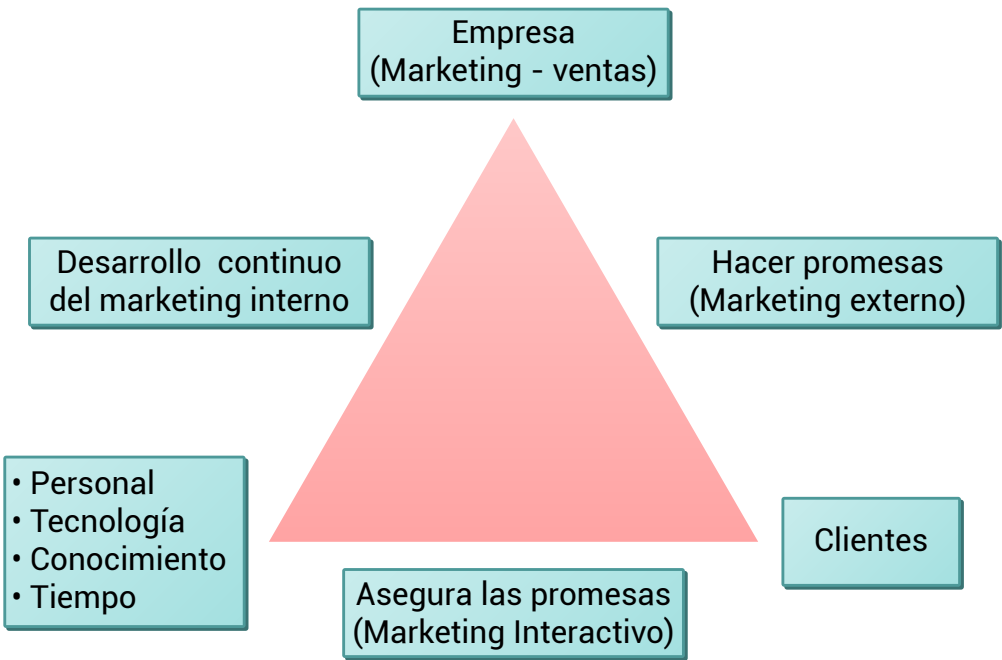 Empresa
(Marketing - ventas)
Desarrollo continuo
del marketing interno
Hacer promesas
(Marketing externo)
• Personal
• Tecnología
• Conocimiento
• Tiempo
Clientes
Asegura las promesas
(Marketing Interactivo)